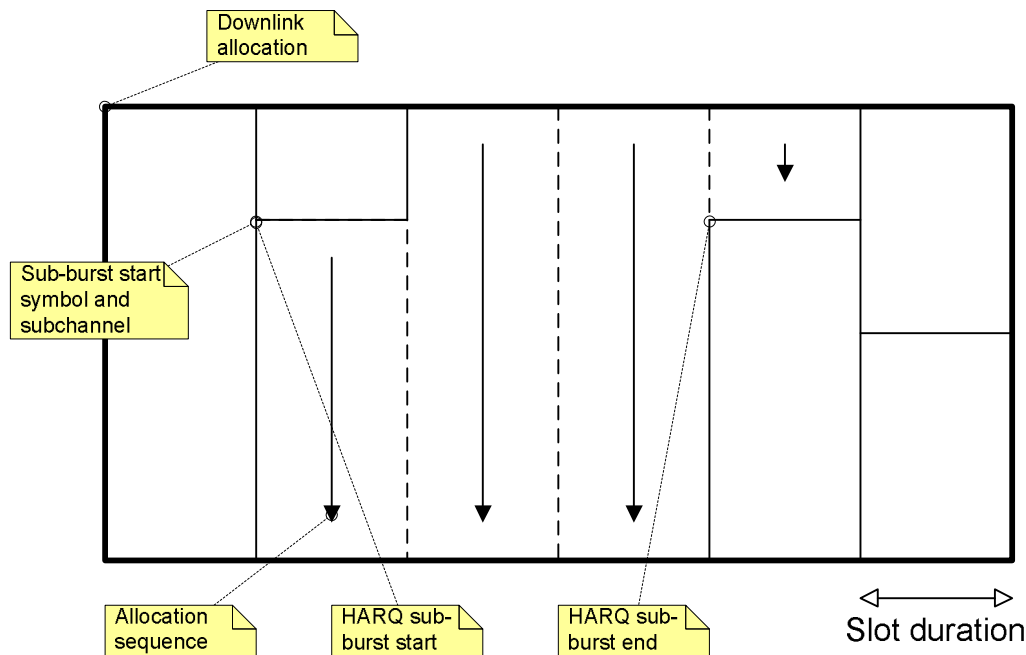 Downlink
allocation
Sub-burst start
symbol and
subchannel
Allocation
sequence
HARQ sub-
burst start
HARQ sub-
burst end
Slot duration